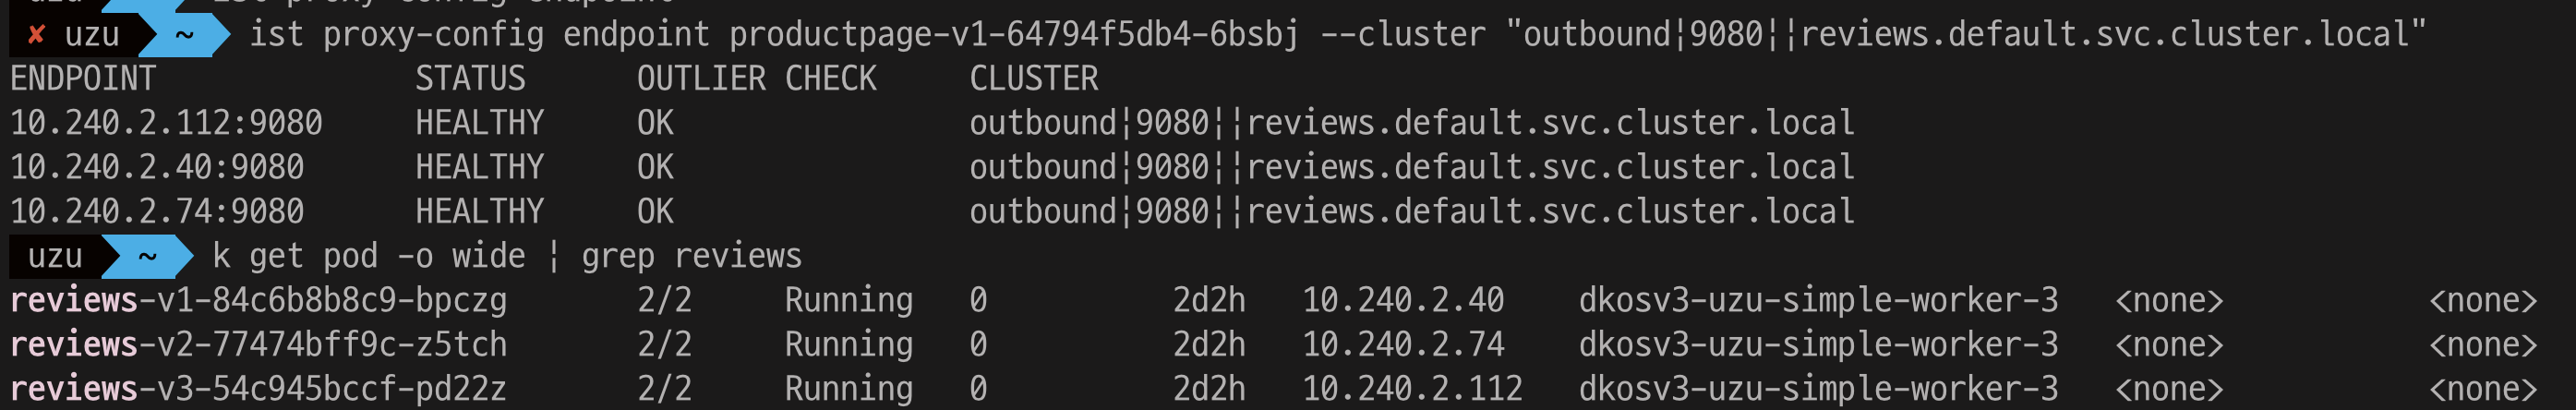 ✘ uzu ~ ist proxy-config endpoint productpage-v1-64794f5db4-6bsbj --cluster "outbound|9080||reviews.default.svc.cluster.local"
ENDPOINT STATUS OUTLIER CHECK CLUSTER
10.240.2.112:9080 HEALTHY OK outbound|9080||reviews.default.svc.cluster.local
10.240.2.40:9080 HEALTHY OK outbound|9080||reviews.default.svc.cluster.local
10.240.2.74:9080 HEALTHY OK outbound|9080||reviews.default.svc.cluster.local
uzu ~ k get pod -o wide | grep reviews
reviews-v1-84c6b8b8c9-bpczg 2/2 Running 0 2d2h 10.240.2.40 dkosv3-uzu-simple-worker-3 <none> <none>
reviews-v2-77474bff9c-z5tch 2/2 Running 0 2d2h 10.240.2.74 dkosv3-uzu-simple-worker-3 <none> <none>
reviews-v3-54c945bccf-pd22z 2/2 Running 0 2d2h 10.240.2.112 dkosv3-uzu-simple-worker-3 <none> <none>